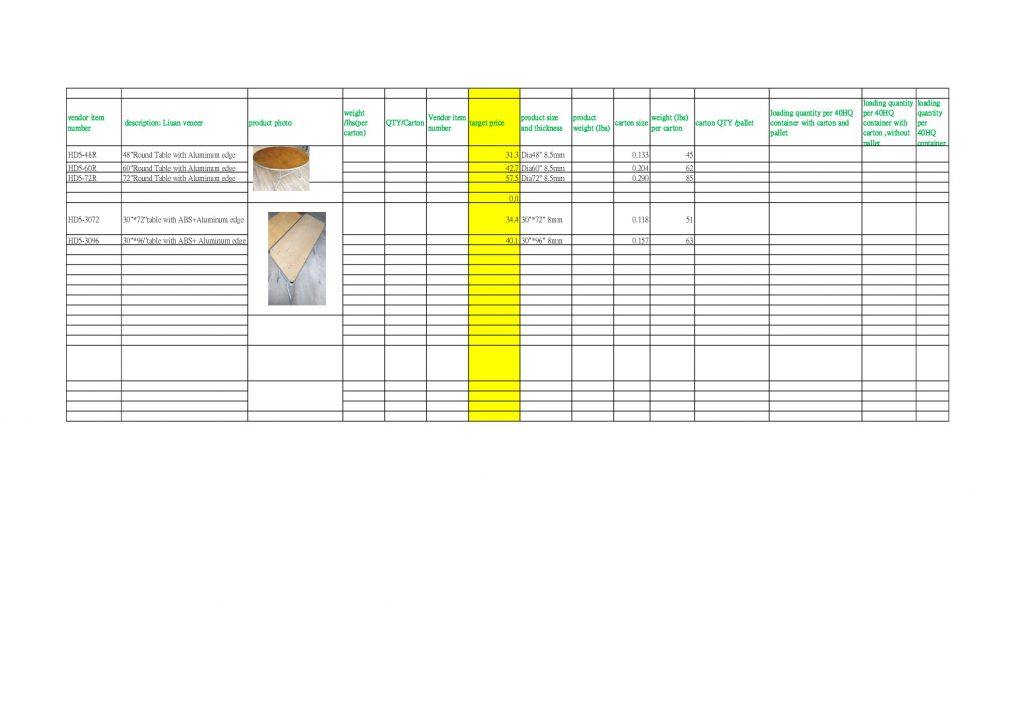 vendor item number
description: Liuan veneer
product photo
weight /lbs(per carton)
QTY/Carton
Vendor item number
target price
product size and thickness
product weight (lbs)
carton size
weight (lbs) per carton
carton QTY /pallet
loading quantity per 40HQ container with carton and pallet
loading quantity per 40HQ container with carton ,without pallet
loading quantity per 40HQ container
HD5-48R 48"Round Table with Aluminum edge 31.3 Dia48" 8.5mm 0.133 45
HD5-60R 60"Round Table with Aluminum edge 42.7 Dia60" 8.5mm 0.204 62
HD5-72R 72"Round Table with Aluminum edge 57.5 Dia72" 8.5mm 0.290 85
0.0
HD5-3072 30"*72"table with ABS+Aluminum edge 34.4 30"*72" 8mm 0.118 51
HD5-3096 30"*96"table with ABS+ Aluminum edge 40.1 30"*96" 8mm 0.157 63